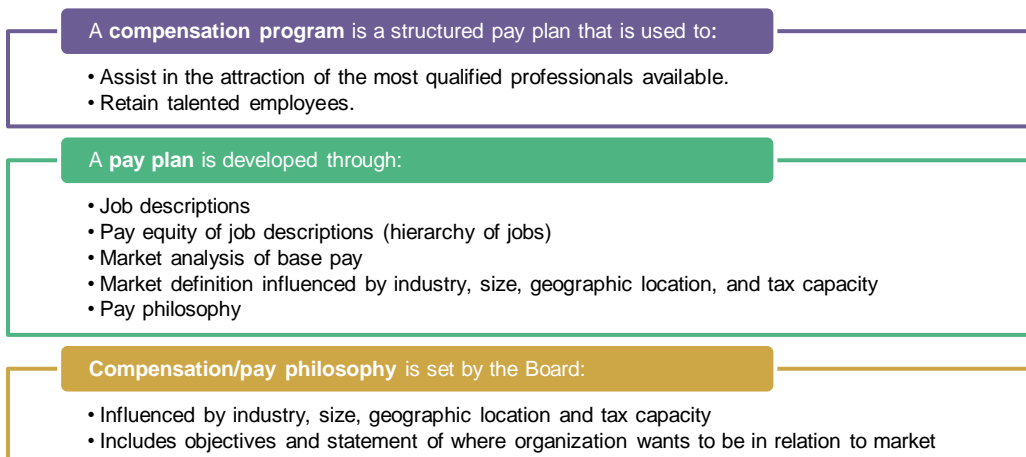 A compensation program is a structured pay plan that is used to:
• Assist in the attraction of the most qualified professionals available.
• Retain talented employees.
A pay plan is developed through:
• Job descriptions
• Pay equity of job descriptions (hierarchy of jobs)
• Market analysis of base pay
• Market definition influenced by industry, size, geographic location, and tax capacity
• Pay philosophy
Compensation/pay philosophy is set by the Board:
• Influenced by industry, size, geographic location and tax capacity
• Includes objectives and statement of where organization wants to be in relation to market